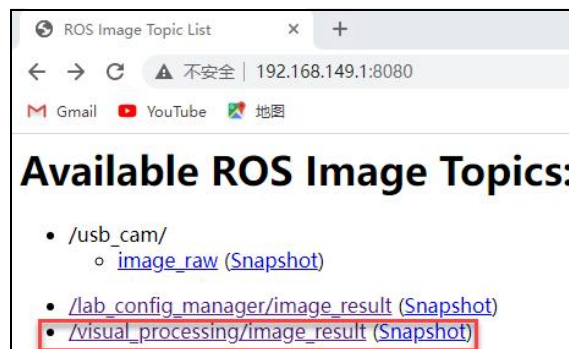 ROS Image Topic List × +
← → C ▲ 不安全 | 192.168.149.1:8080
Gmail YouTube 地图
Available ROS Image Topics:
• /usb_cam/
◦ image_raw (Snapshot)
• /lab_config_manager/image_result (Snapshot)
• /visual_processing/image_result (Snapshot)